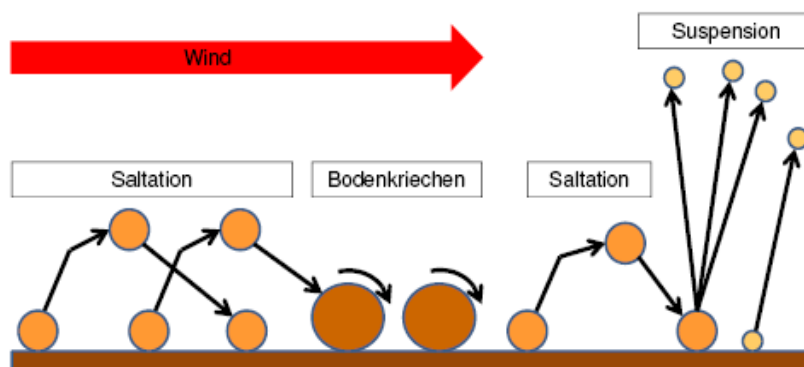 Suspension
Wind
Saltation
Bodenkriechen
Saltation